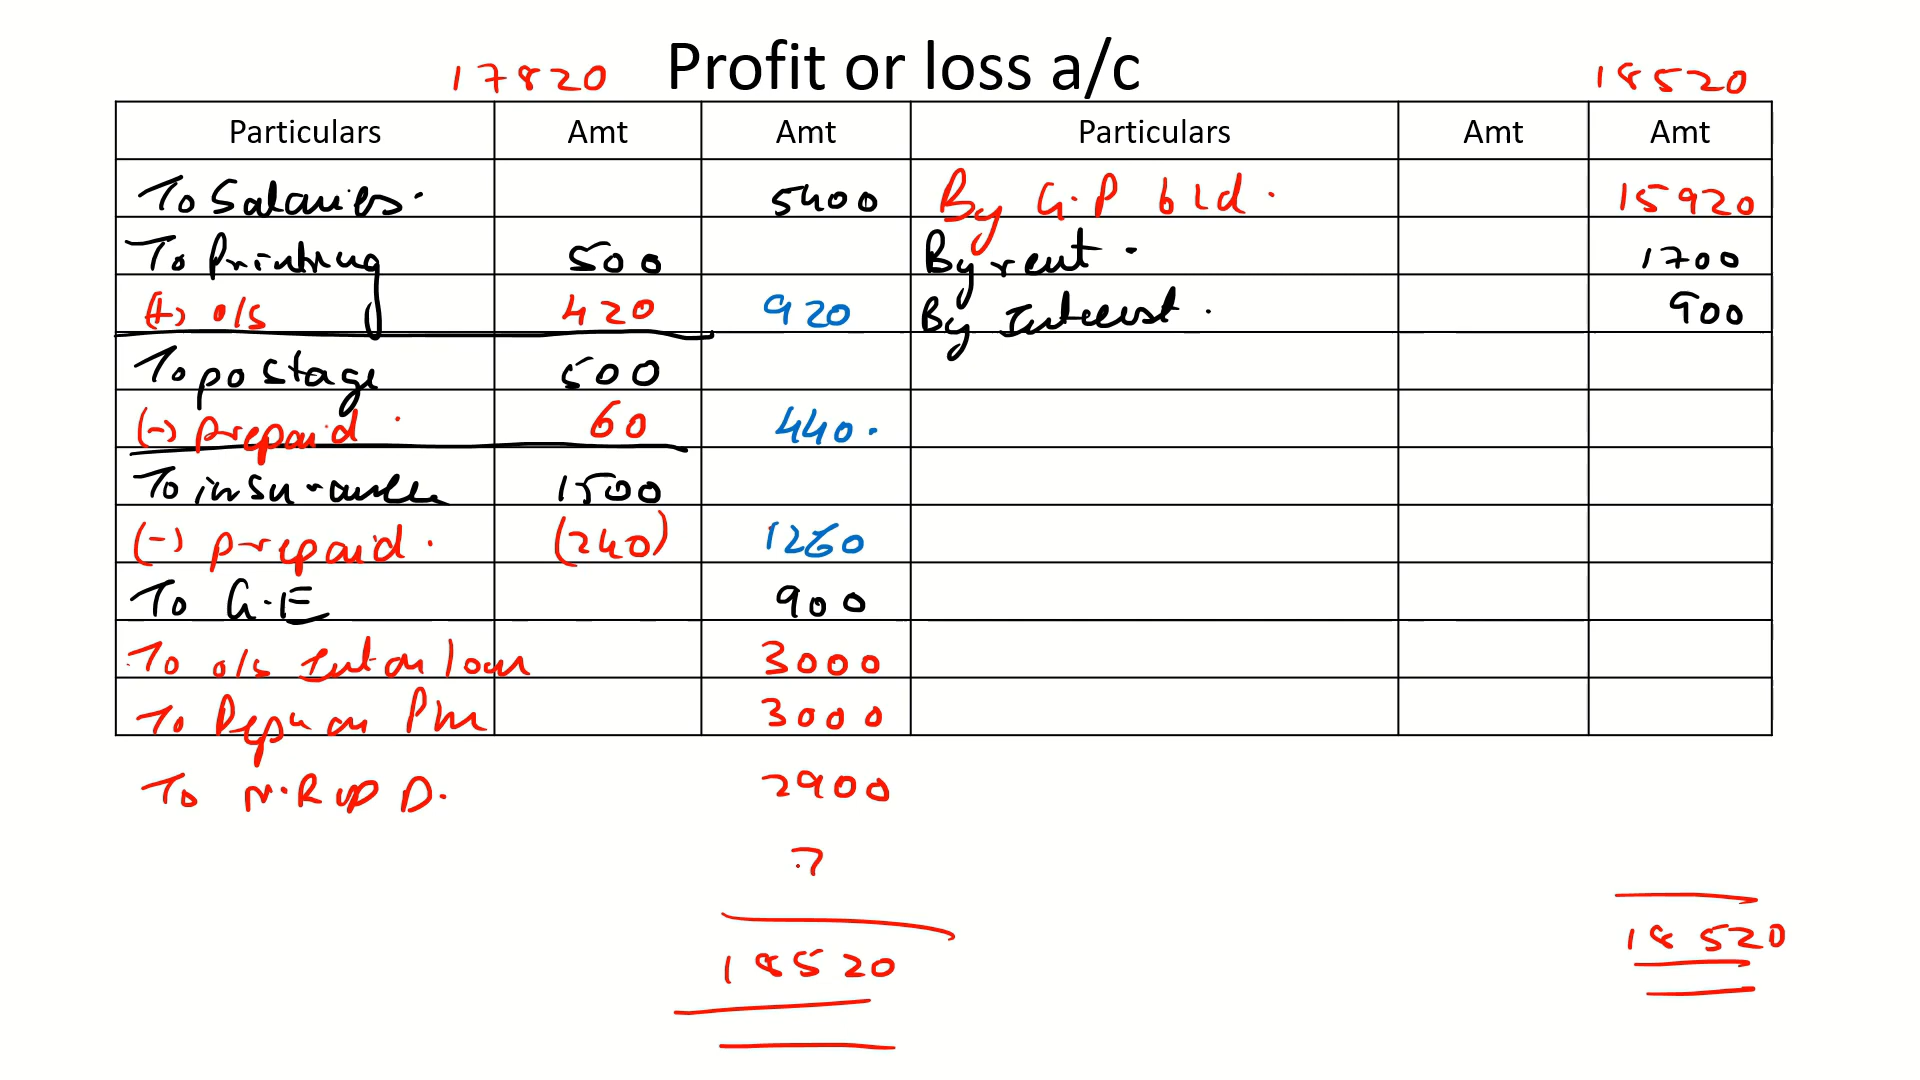 17820 Profit or loss a/c 18520
Particulars Amt Amt Particulars Amt Amt
To Salaries. 5400 By G.P b/d. 15920
To Printing 500 By rent. 1700
(+) o/s 420 920 By Interest. 900
To postage 500
(-) prepaid. 60 440.
To insurance 1500
(-) prepaid. (240) 1260
To G.E 900
To o/s Int on loan 3000
To Depn on Pm 3000
To N.R up D. 2900
?
18520 18520